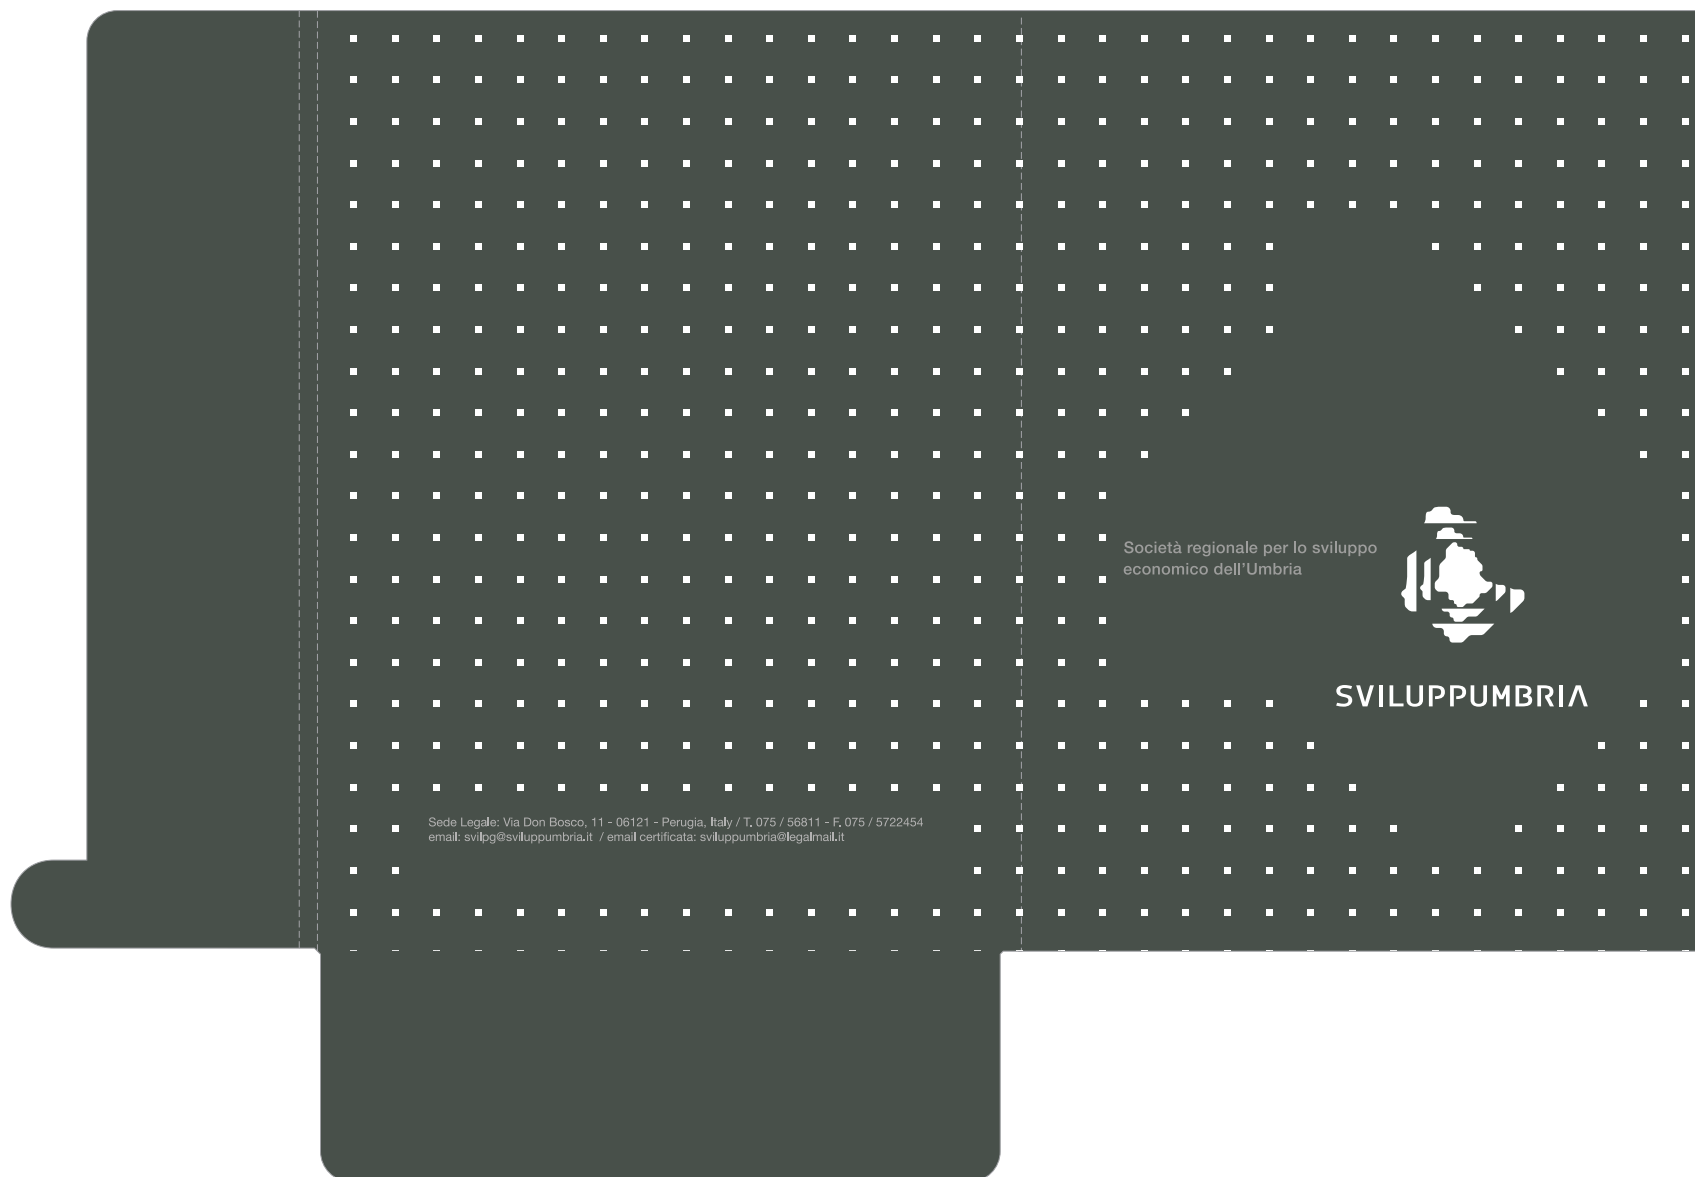 Società regionale per lo sviluppo
economico dell'Umbria
SVILUPPUMBRIA
Sede Legale: Via Don Bosco, 11 - 06121 - Perugia, Italy / T. 075 / 56811 - F. 075 / 5722454
email: svilpg@sviluppumbria.it / email certificata: sviluppumbria@legalmail.it